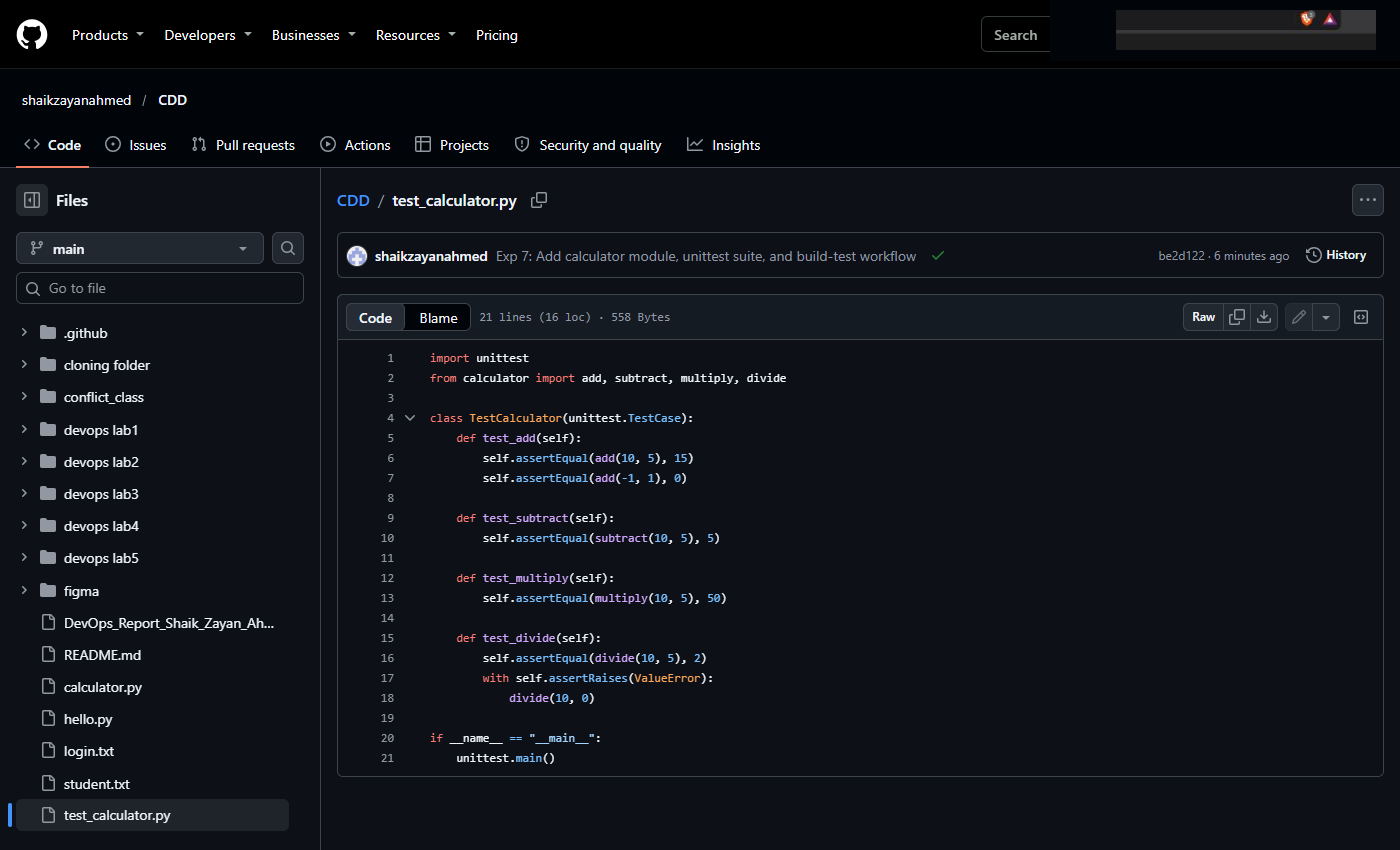 Products Developers Businesses Resources Pricing Search
shaikzayanahmed / CDD
Code Issues Pull requests Actions Projects Security and quality Insights
Files
main
Go to file
.github
cloning folder
conflict_class
devops lab1
devops lab2
devops lab3
devops lab4
devops lab5
figma
DevOps_Report_Shaik_Zayan_Ah...
README.md
calculator.py
hello.py
login.txt
student.txt
test_calculator.py
CDD / test_calculator.py
shaikzayanahmed Exp 7: Add calculator module, unittest suite, and build-test workflow be2d122 · 6 minutes ago History
Code Blame 21 lines (16 loc) · 558 Bytes Raw
1 import unittest
2 from calculator import add, subtract, multiply, divide
3
4 class TestCalculator(unittest.TestCase):
5     def test_add(self):
6         self.assertEqual(add(10, 5), 15)
7         self.assertEqual(add(-1, 1), 0)
8
9     def test_subtract(self):
10         self.assertEqual(subtract(10, 5), 5)
11
12     def test_multiply(self):
13         self.assertEqual(multiply(10, 5), 50)
14
15     def test_divide(self):
16         self.assertEqual(divide(10, 5), 2)
17         with self.assertRaises(ValueError):
18             divide(10, 0)
19
20 if __name__ == "__main__":
21     unittest.main()